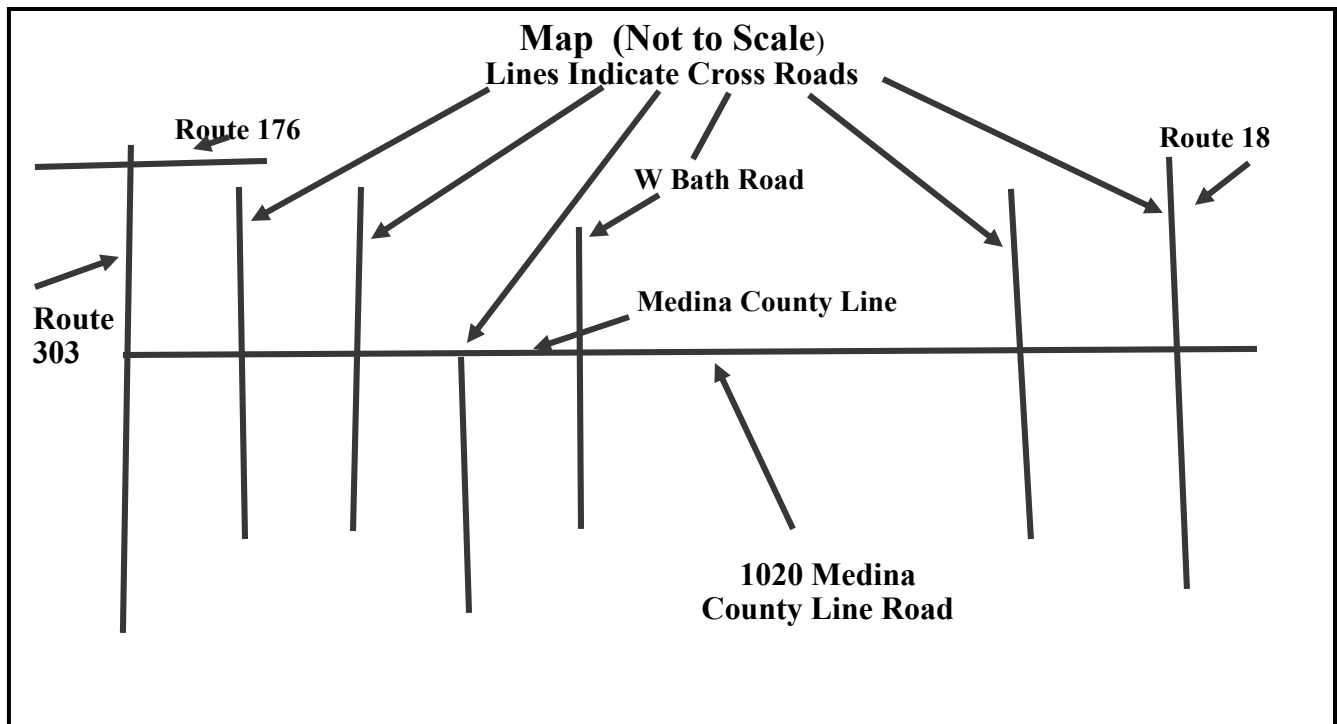 Map (Not to Scale)
Lines Indicate Cross Roads
Route 176
Route 18
W Bath Road
Medina County Line
Route
303
1020 Medina
County Line Road